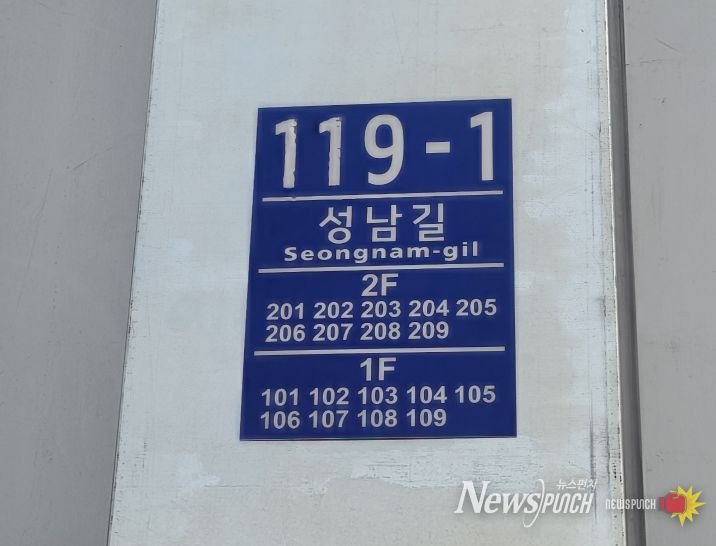 119-1
성남길
Seongnam-gil
2F
201 202 203 204 205
206 207 208 209
1F
101 102 103 104 105
106 107 108 109
뉴스펀치
NEWSPUNCH NEWSPUNCH